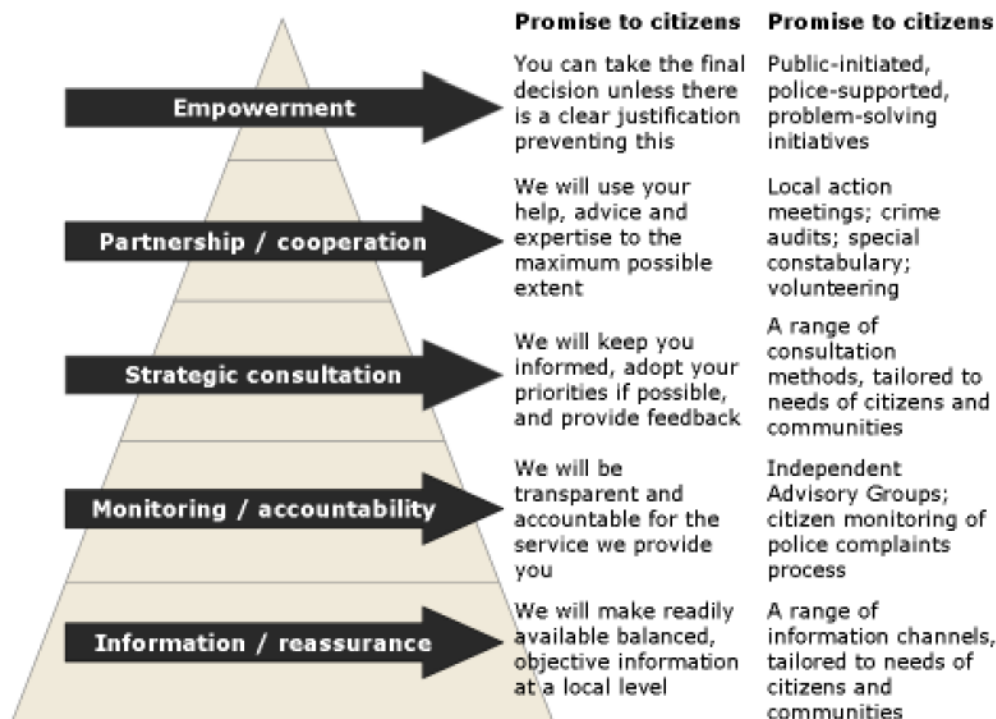 Promise to citizens
Promise to citizens
Empowerment
You can take the final
decision unless there
is a clear justification
preventing this
Public-initiated,
police-supported,
problem-solving
initiatives
Partnership / cooperation
We will use your
help, advice and
expertise to the
maximum possible
extent
Local action
meetings; crime
audits; special
constabulary;
volunteering
Strategic consultation
We will keep you
informed, adopt your
priorities if possible,
and provide feedback
A range of
consultation
methods, tailored to
needs of citizens and
communities
Monitoring / accountability
We will be
transparent and
accountable for the
service we provide
you
Independent
Advisory Groups;
citizen monitoring of
police complaints
process
Information / reassurance
We will make readily
available balanced,
objective information
at a local level
A range of
information channels,
tailored to needs of
citizens and
communities